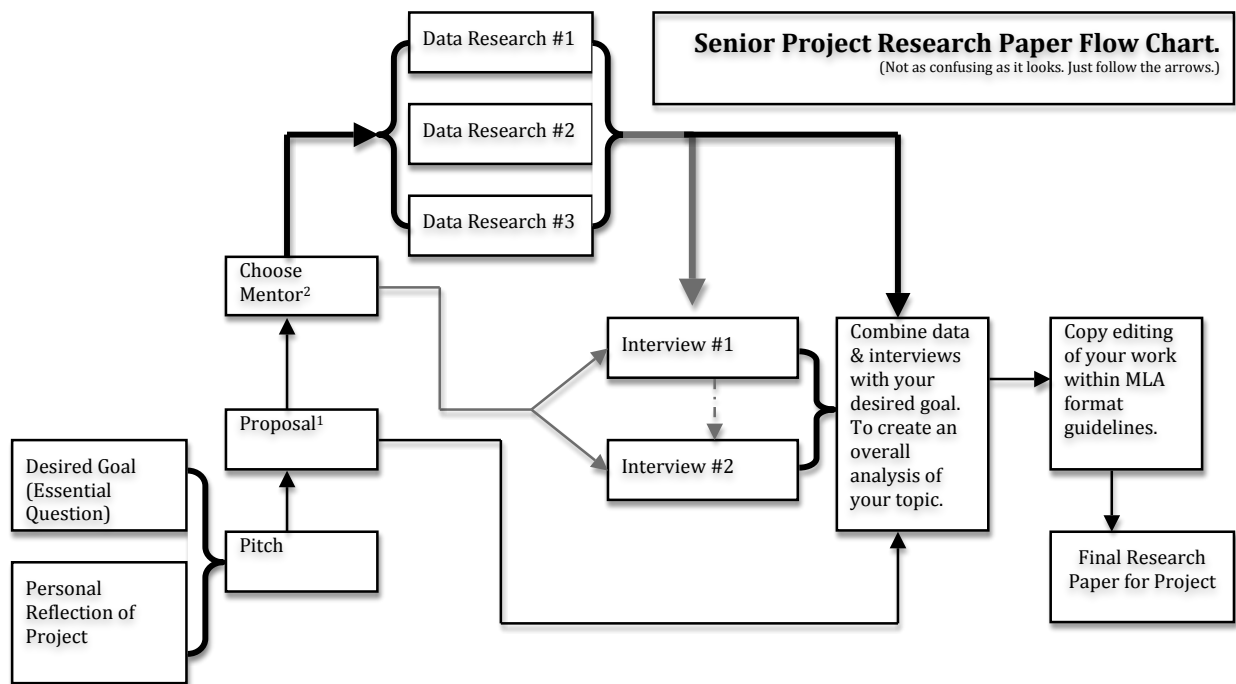 Senior Project Research Paper Flow Chart.
(Not as confusing as it looks. Just follow the arrows.)
Data Research #1
Data Research #2
Data Research #3
Choose
Mentor²
Proposal¹
Desired Goal
(Essential
Question)
Pitch
Personal
Reflection of
Project
Interview #1
Interview #2
Combine data
& interviews
with your
desired goal.
To create an
overall
analysis of
your topic.
Copy editing
of your work
within MLA
format
guidelines.
Final Research
Paper for Project